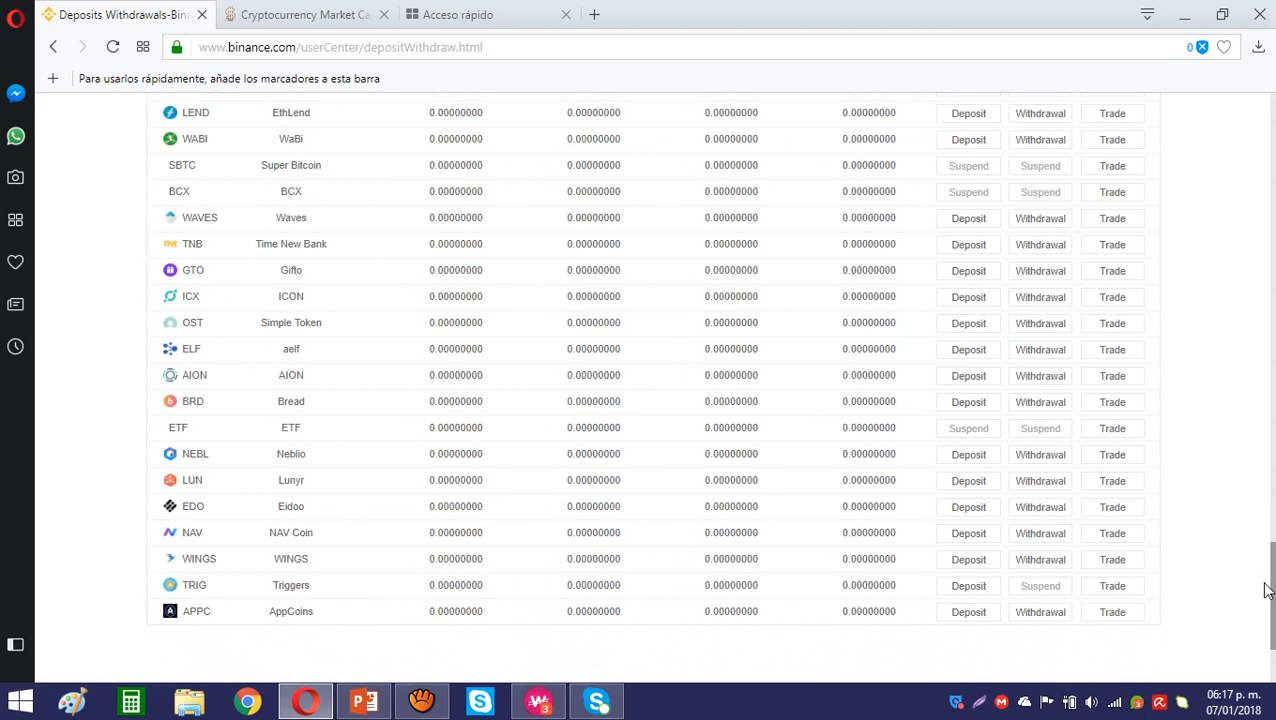 Deposits Withdrawals-Bina
Cryptocurrency Market Ca
Acceso rápido
www.binance.com/userCenter/depositWithdraw.html
0
Para usarlos rápidamente, añade los marcadores a esta barra
LEND EthLend 0.00000000 0.00000000 0.00000000 0.00000000 Deposit Withdrawal Trade
WABI WaBi 0.00000000 0.00000000 0.00000000 0.00000000 Deposit Withdrawal Trade
SBTC Super Bitcoin 0.00000000 0.00000000 0.00000000 0.00000000 Suspend Suspend Trade
BCX BCX 0.00000000 0.00000000 0.00000000 0.00000000 Suspend Suspend Trade
WAVES Waves 0.00000000 0.00000000 0.00000000 0.00000000 Deposit Withdrawal Trade
TNB Time New Bank 0.00000000 0.00000000 0.00000000 0.00000000 Deposit Withdrawal Trade
GTO Gifto 0.00000000 0.00000000 0.00000000 0.00000000 Deposit Withdrawal Trade
ICX ICON 0.00000000 0.00000000 0.00000000 0.00000000 Deposit Withdrawal Trade
OST Simple Token 0.00000000 0.00000000 0.00000000 0.00000000 Deposit Withdrawal Trade
ELF aelf 0.00000000 0.00000000 0.00000000 0.00000000 Deposit Withdrawal Trade
AION AION 0.00000000 0.00000000 0.00000000 0.00000000 Deposit Withdrawal Trade
BRD Bread 0.00000000 0.00000000 0.00000000 0.00000000 Deposit Withdrawal Trade
ETF ETF 0.00000000 0.00000000 0.00000000 0.00000000 Suspend Suspend Trade
NEBL Neblio 0.00000000 0.00000000 0.00000000 0.00000000 Deposit Withdrawal Trade
LUN Lunyr 0.00000000 0.00000000 0.00000000 0.00000000 Deposit Withdrawal Trade
EDO Eidoo 0.00000000 0.00000000 0.00000000 0.00000000 Deposit Withdrawal Trade
NAV NAV Coin 0.00000000 0.00000000 0.00000000 0.00000000 Deposit Withdrawal Trade
WINGS WINGS 0.00000000 0.00000000 0.00000000 0.00000000 Deposit Withdrawal Trade
TRIG Triggers 0.00000000 0.00000000 0.00000000 0.00000000 Deposit Suspend Trade
APPC AppCoins 0.00000000 0.00000000 0.00000000 0.00000000 Deposit Withdrawal Trade
06:17 p. m.
07/01/2018